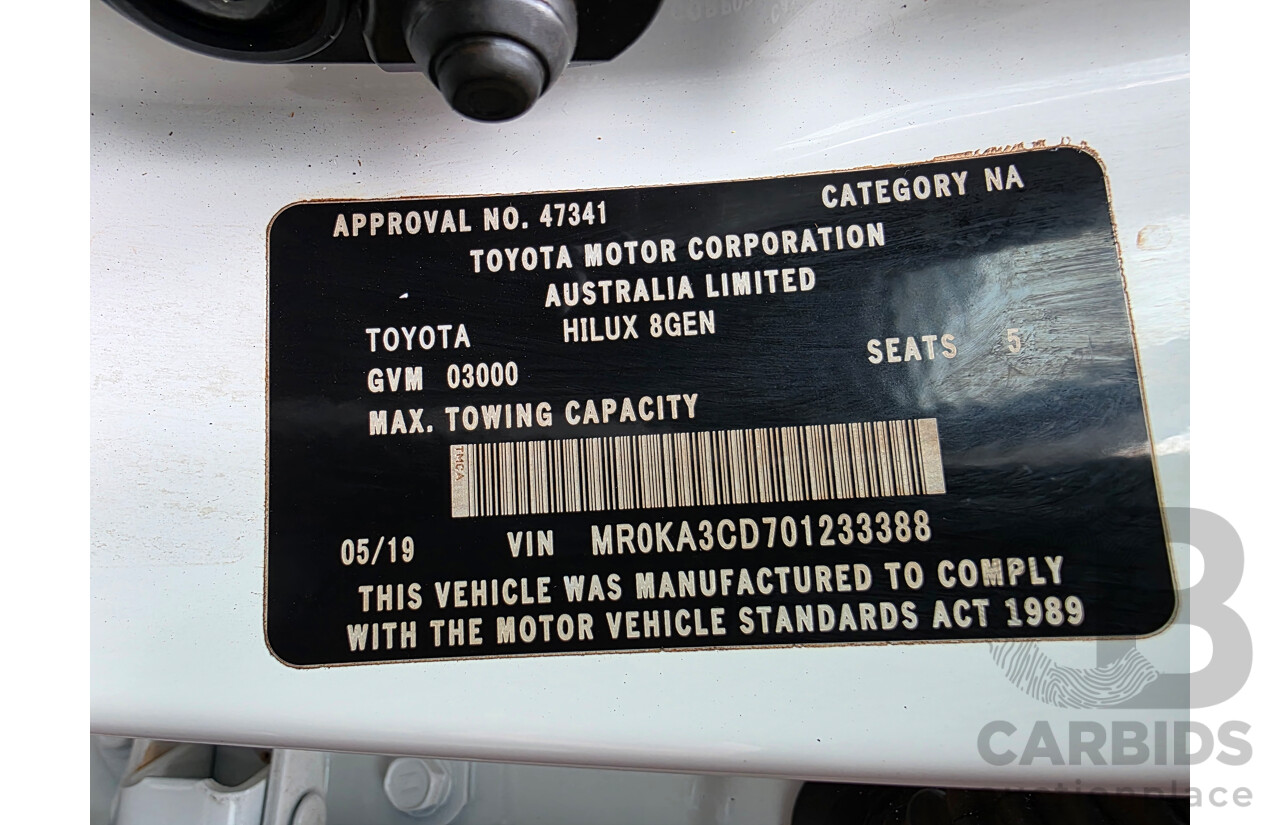 APPROVAL NO. 47341 CATEGORY NA
TOYOTA MOTOR CORPORATION
AUSTRALIA LIMITED
TOYOTA HILUX 8GEN
GVM 03000 SEATS 5
MAX. TOWING CAPACITY
TMCA
05/19 VIN MR0KA3CD701233388
THIS VEHICLE WAS MANUFACTURED TO COMPLY
WITH THE MOTOR VEHICLE STANDARDS ACT 1989
CARBIDS
auctionplace